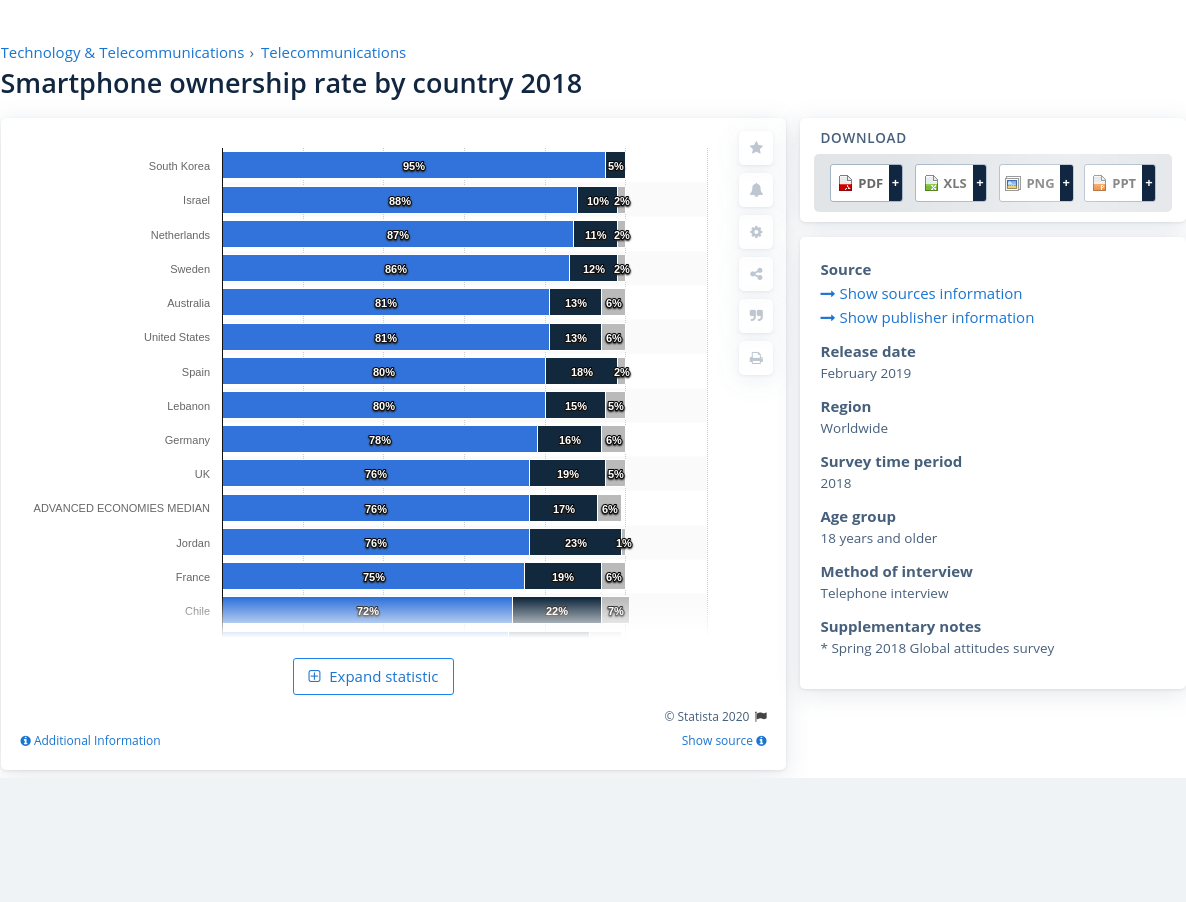 Technology & Telecommunications › Telecommunications
Smartphone ownership rate by country 2018
South Korea 95% 5%
Israel 88% 10% 2%
Netherlands 87% 11% 2%
Sweden 86% 12% 2%
Australia 81% 13% 6%
United States 81% 13% 6%
Spain 80% 18% 2%
Lebanon 80% 15% 5%
Germany 78% 16% 6%
UK 76% 19% 5%
ADVANCED ECONOMIES MEDIAN 76% 17% 6%
Jordan 76% 23% 1%
France 75% 19% 6%
Chile 72% 22% 7%
Expand statistic
© Statista 2020
Additional Information
Show source
DOWNLOAD
PDF + XLS + PNG + PPT +
Source
Show sources information
Show publisher information
Release date
February 2019
Region
Worldwide
Survey time period
2018
Age group
18 years and older
Method of interview
Telephone interview
Supplementary notes
* Spring 2018 Global attitudes survey